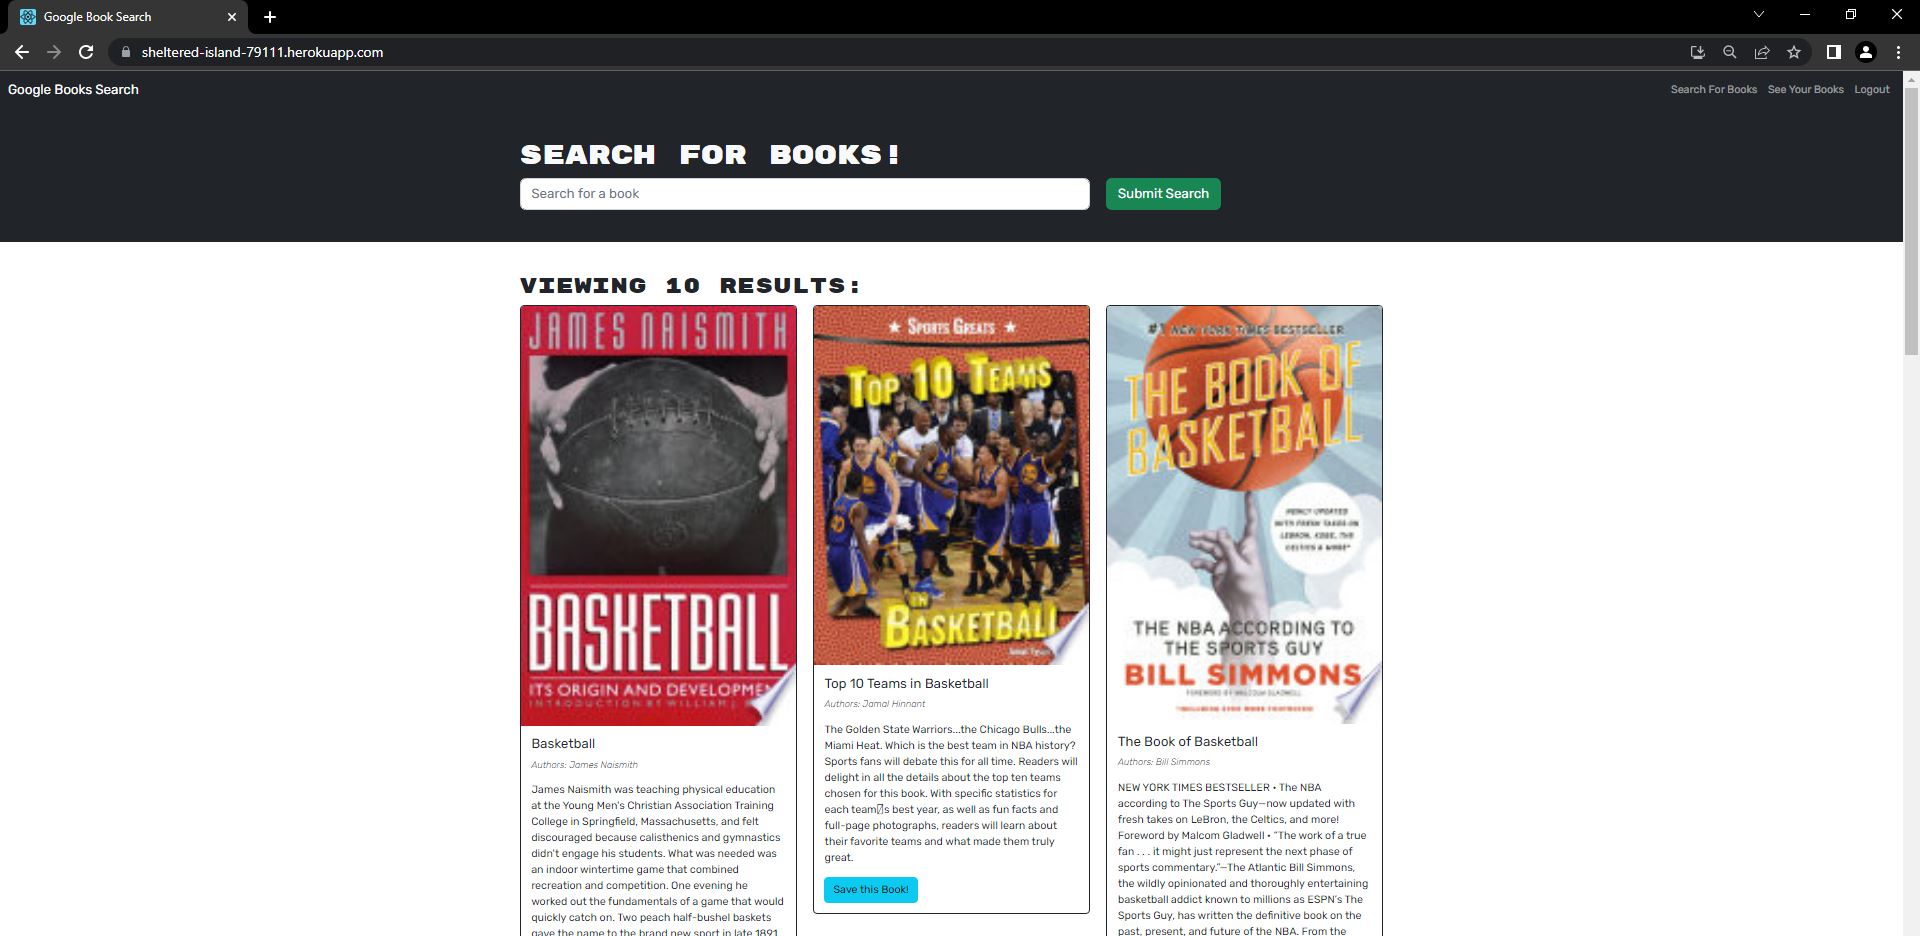 Google Book Search
sheltered-island-79111.herokuapp.com
Google Books Search
Search For Books See Your Books Logout
SEARCH FOR BOOKS!
Search for a book
Submit Search
VIEWING 10 RESULTS:
JAMES NAISMITH
BASKETBALL
ITS ORIGIN AND DEVELOPMEN
INTRODUCTION BY WILLIAM J.
Basketball
Authors: James Naismith
James Naismith was teaching physical education
at the Young Men's Christian Association Training
College in Springfield, Massachusetts, and felt
discouraged because calisthenics and gymnastics
didn't engage his students. What was needed was
an indoor wintertime game that combined
recreation and competition. One evening he
worked out the fundamentals of a game that would
quickly catch on. Two peach half-bushel baskets
gave the name to the brand new sport in late 1891.
SPORTS GREATS
TOP 10 TEAMS
IN
BASKETBALL
Top 10 Teams in Basketball
Authors: Jamal Hinnant
The Golden State Warriors...the Chicago Bulls...the
Miami Heat. Which is the best team in NBA history?
Sports fans will debate this for all time. Readers will
delight in all the details about the top ten teams
chosen for this book. With specific statistics for
each team▯s best year, as well as fun facts and
full-page photographs, readers will learn about
their favorite teams and what made them truly
great.
Save this Book!
#1 NEW YORK TIMES BESTSELLER
THE BOOK OF
BASKETBALL
NEWLY UPDATED
WITH FRESH TAKES ON
LEBRON, KOBE, THE
CELTICS & MORE*
THE NBA ACCORDING TO
THE SPORTS GUY
BILL SIMMONS
FOREWORD BY MALCOLM GLADWELL
The Book of Basketball
Authors: Bill Simmons
NEW YORK TIMES BESTSELLER • The NBA
according to The Sports Guy—now updated with
fresh takes on LeBron, the Celtics, and more!
Foreword by Malcom Gladwell • "The work of a true
fan . . . it might just represent the next phase of
sports commentary."—The Atlantic Bill Simmons,
the wildly opinionated and thoroughly entertaining
basketball addict known to millions as ESPN's The
Sports Guy, has written the definitive book on the
past, present, and future of the NBA. From the